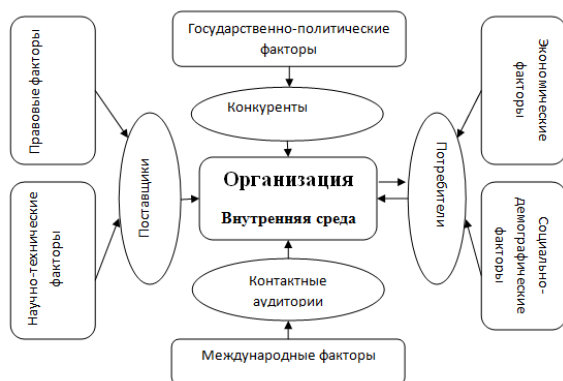 Государственно-политические
факторы
Правовые факторы
Экономические
факторы
Конкуренты
Поставщики
Организация
Внутренняя среда
Потребители
Научно-технические
факторы
Социально-
демографические
факторы
Контактные
аудитории
Международные факторы